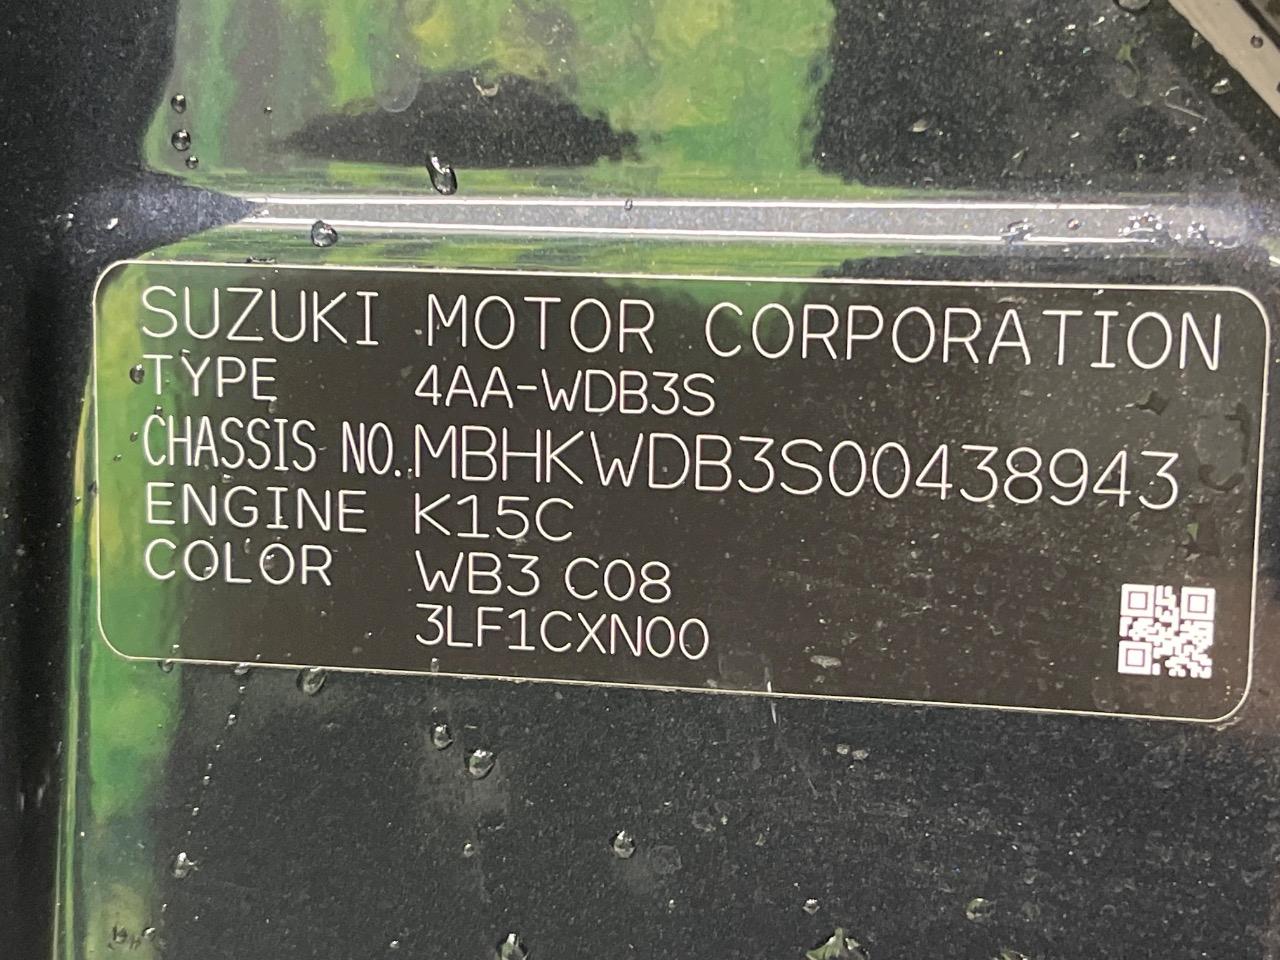 SUZUKI MOTOR CORPORATION
TYPE 4AA-WDB3S
CHASSIS NO. MBHKWDB3S00438943
ENGINE K15C
COLOR WB3 C08
3LF1CXN00